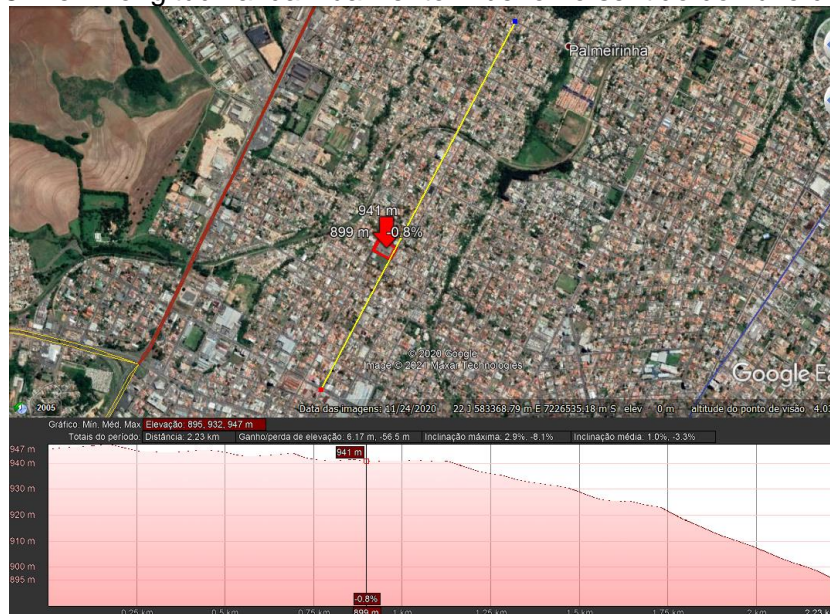 Palmeirinha
941 m
899 m -0.8%
© 2020 Google
Image © 2021 Maxar Technologies
Google E
2005
Data das imagens: 11/24/2020 22 J 583368.79 m E 7226535.18 m S elev 0 m altitude do ponto de visão
Gráfico: Mín, Méd, Máx Elevação: 895, 932, 947 m
Totais do período: Distância: 2.23 km Ganho/perda de elevação: 6.17 m, -56.5 m Inclinação máxima: 2.9%, -8.1% Inclinação média: 1.0%, -3.3%
947 m
941 m
940 m
930 m
920 m
910 m
900 m
895 m
-0.8%
0.25 km 0.5 km 0.75 km 899 m 1 km 1.25 km 1.5 km 1.75 km 2 km 2.23